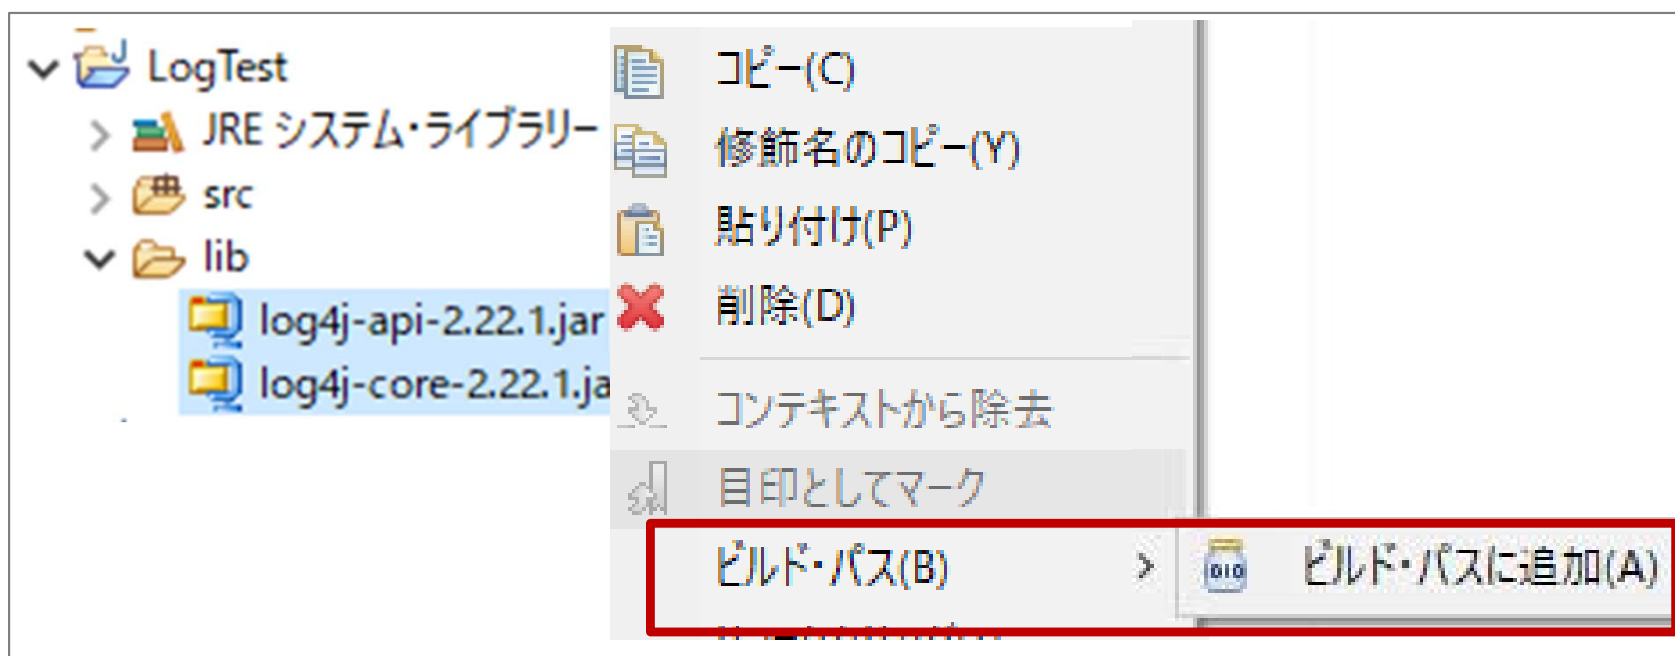 LogTest
JRE システム・ライブラリー
src
lib
log4j-api-2.22.1.jar
log4j-core-2.22.1.ja
コピー(C)
修飾名のコピー(Y)
貼り付け(P)
削除(D)
コンテキストから除去
目印としてマーク
ビルド・パス(B)
ビルド・パスに追加(A)